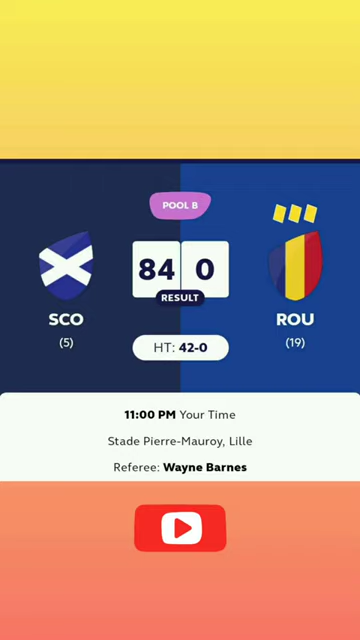 POOL B
84 0
RESULT
SCO
ROU
(5)
(19)
HT: 42-0
11:00 PM Your Time
Stade Pierre-Mauroy, Lille
Referee: Wayne Barnes